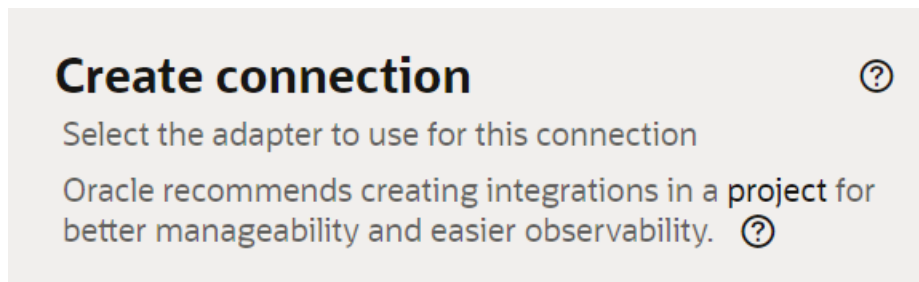 Create connection
Select the adapter to use for this connection
Oracle recommends creating integrations in a project for
better manageability and easier observability.